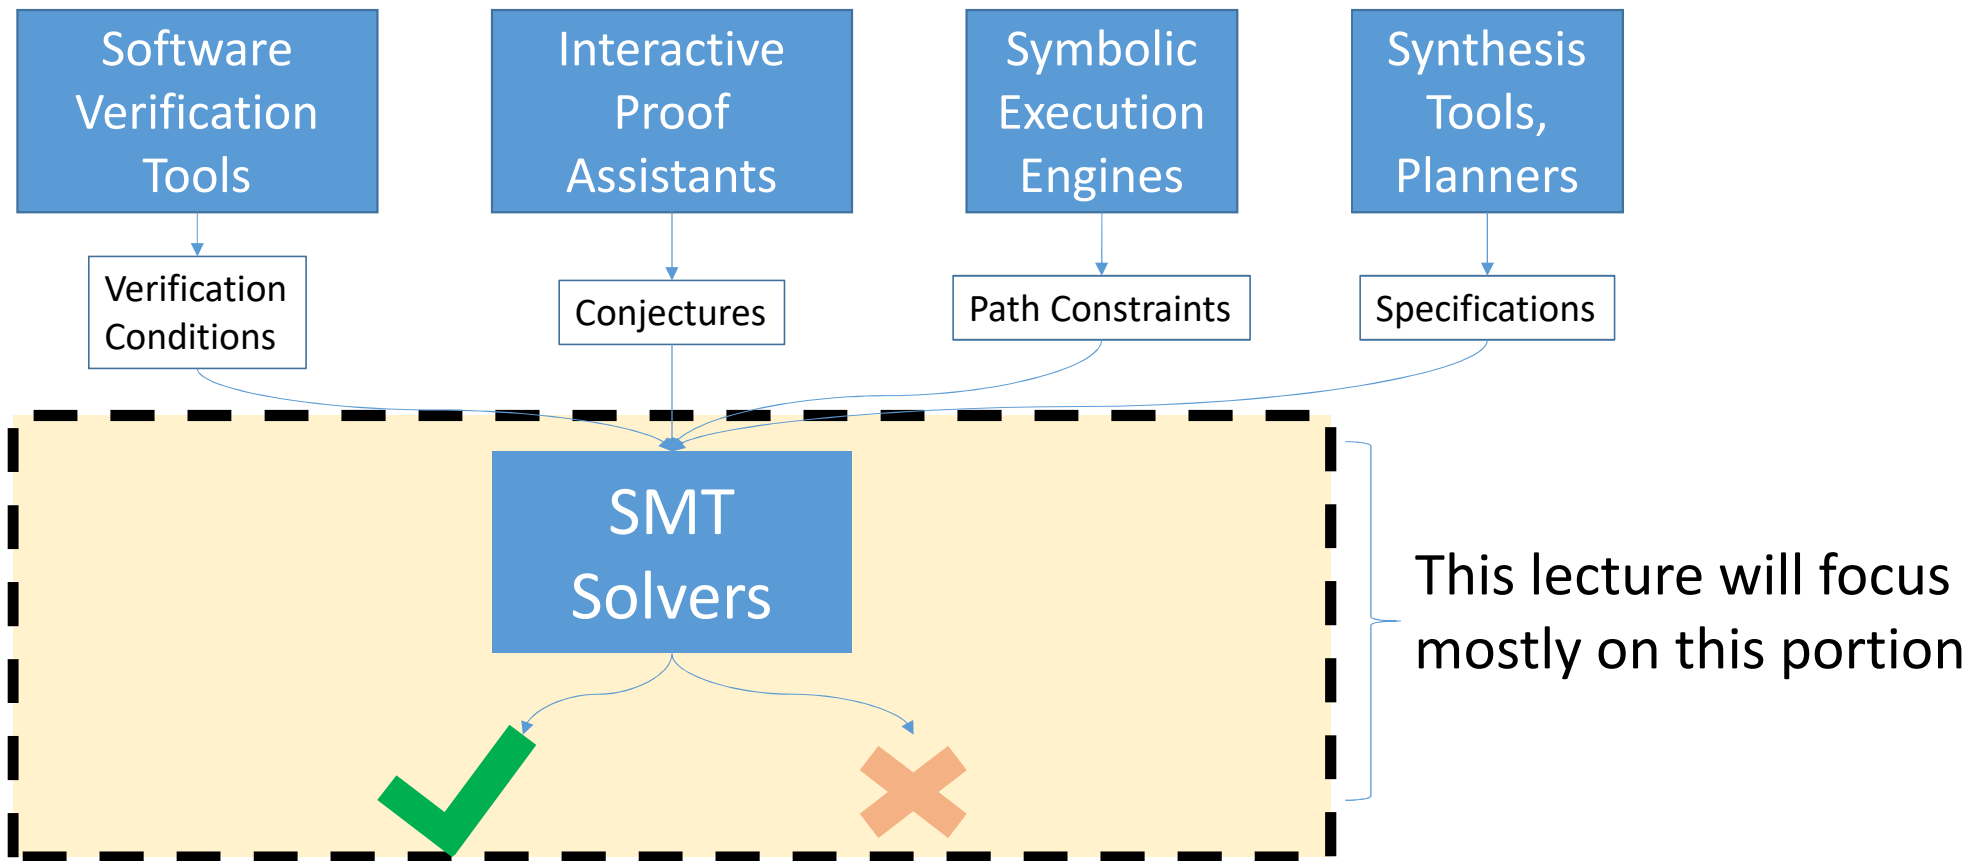 Software
Verification
Tools
Interactive
Proof
Assistants
Symbolic
Execution
Engines
Synthesis
Tools,
Planners
Verification
Conditions
Conjectures
Path Constraints
Specifications
SMT
Solvers
This lecture will focus
mostly on this portion